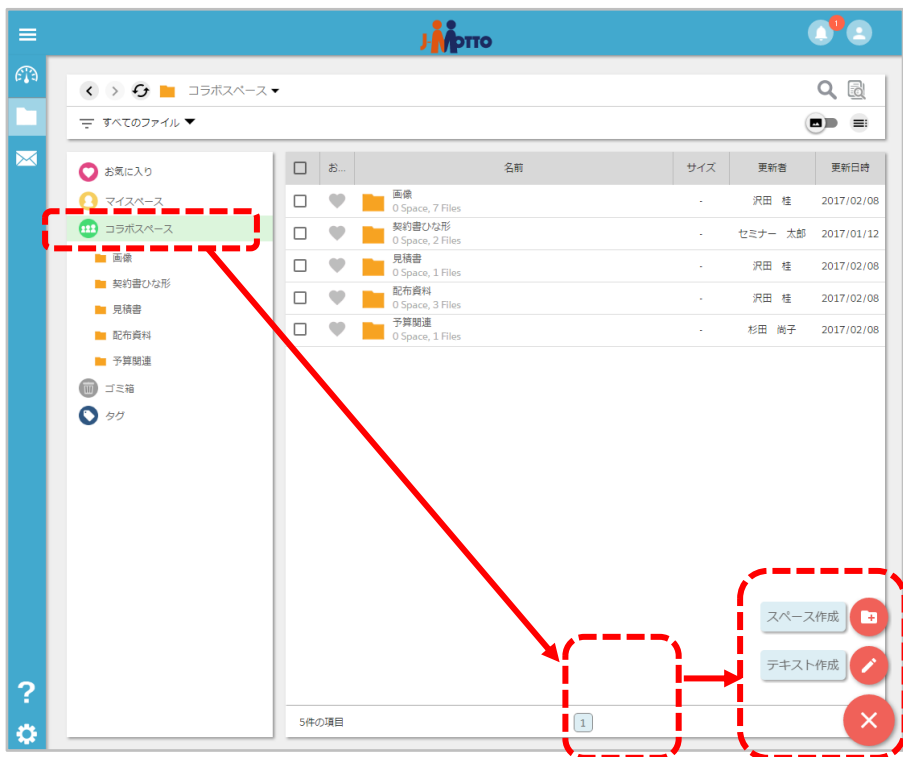 J-MOTTO
1
コラボスペース
すべてのファイル
お気に入り
マイスペース
コラボスペース
画像
契約書ひな形
見積書
配布資料
予算関連
ゴミ箱
タグ
お... 名前 サイズ 更新者 更新日時
画像
0 Space, 7 Files
- 沢田 桂 2017/02/08
契約書ひな形
0 Space, 2 Files
- セミナー 太郎 2017/01/12
見積書
0 Space, 1 Files
- 沢田 桂 2017/02/08
配布資料
0 Space, 3 Files
- 沢田 桂 2017/02/08
予算関連
0 Space, 1 Files
- 杉田 尚子 2017/02/08
スペース作成
テキスト作成
?
5件の項目
1